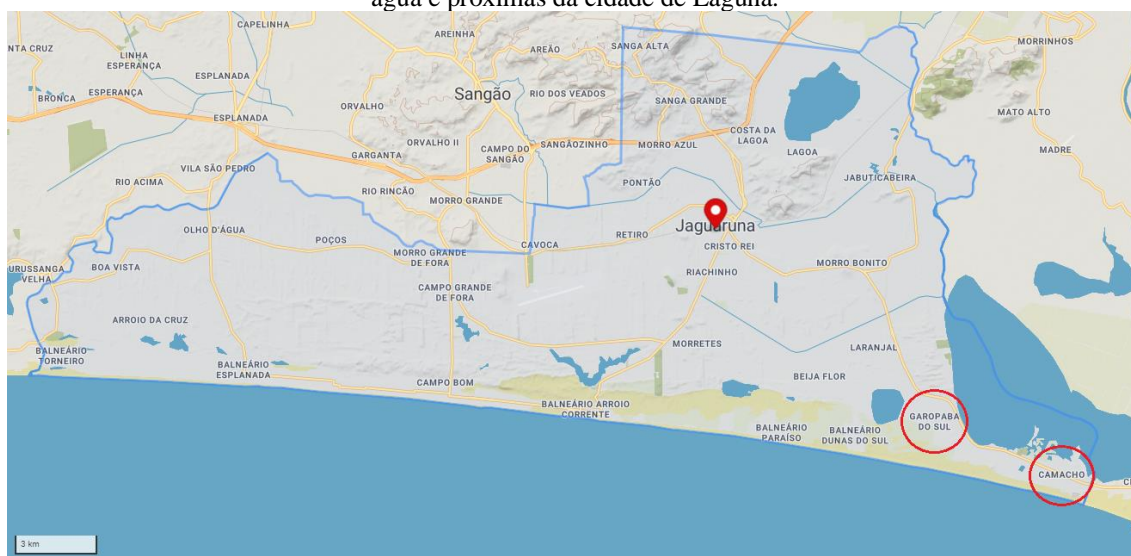 água e próximas da cidade de Laguna.
CAPELINHA
AREINHA
NTA CRUZ
LINHA
ESPERANÇA
AREÃO
SANGA ALTA
MORRINHOS
ESPLANADA
BRONCA
ESPERANÇA
ORVALHO
Sangão
RIO DOS VEADOS
SANGA GRANDE
MATO ALTO
ESPLANADA
ORVALHO II
GARGANTA
CAMPO DO
SANGÃO
SANGÃOZINHO
MORRO AZUL
COSTA DA
LAGOA
LAGOA
MADRE
VILA SÃO PEDRO
RIO ACIMA
RIO RINCÃO
MORRO GRANDE
PONTÃO
JABUTICABEIRA
OLHO D'ÁGUA
POÇOS
CAVOCA
RETIRO
Jaguaruna
CRISTO REI
URUSSANGA
VELHA
BOA VISTA
MORRO GRANDE
DE FORA
RIACHINHO
MORRO BONITO
CAMPO GRANDE
DE FORA
ARROIO DA CRUZ
MORRETES
LARANJAL
BALNEÁRIO
TORNEIRO
BALNEÁRIO
ESPLANADA
CAMPO BOM
BEIJA FLOR
BALNEÁRIO ARROIO
CORRENTE
BALNEÁRIO
PARAÍSO
BALNEÁRIO
DUNAS DO SUL
GAROPABA
DO SUL
CAMACHO
3 km